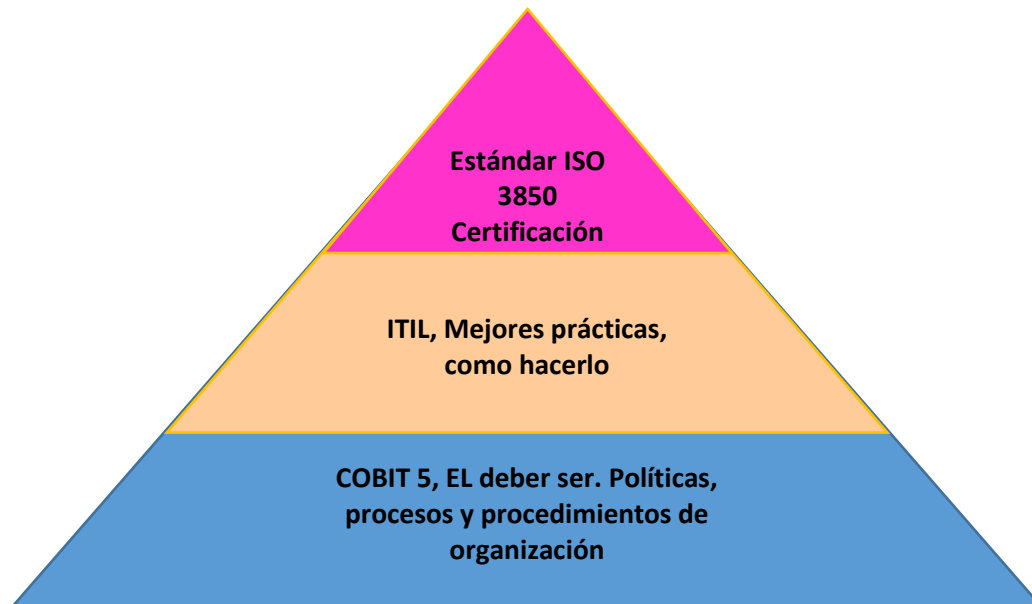 Estándar ISO
3850
Certificación
ITIL, Mejores prácticas,
como hacerlo
COBIT 5, EL deber ser. Políticas,
procesos y procedimientos de
organización